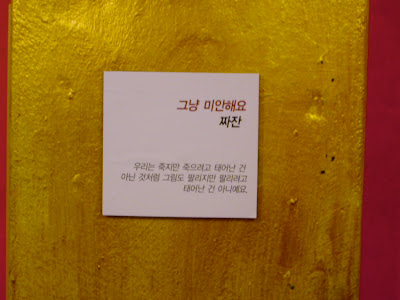 그냥 미안해요
짜잔
우리는 죽지만 죽으려고 태어난 건
아닌 것처럼 그림도 팔리지만 팔리려고
태어난 건 아니예요.